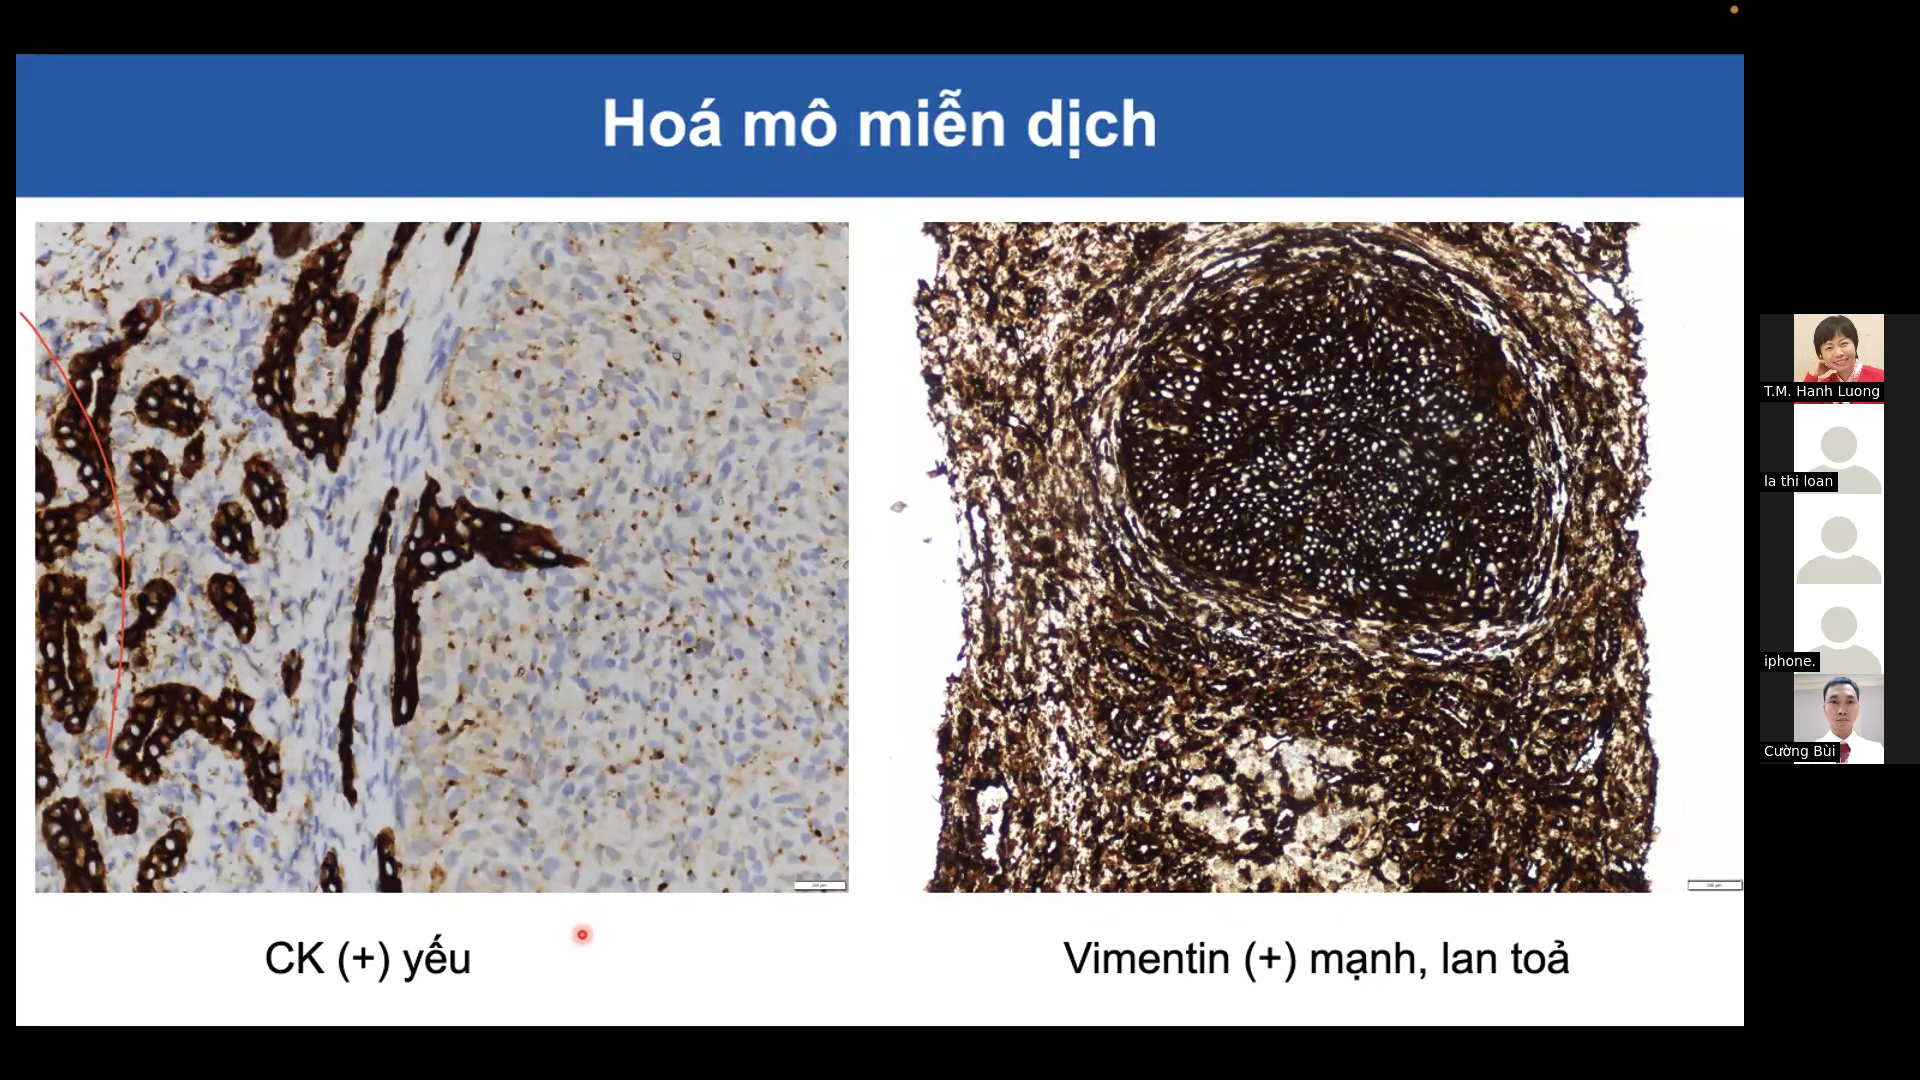 Hoá mô miễn dịch
CK (+) yếu
Vimentin (+) mạnh, lan toả
T.M. Hanh Luong
la thi loan
iphone.
Cường Bùi